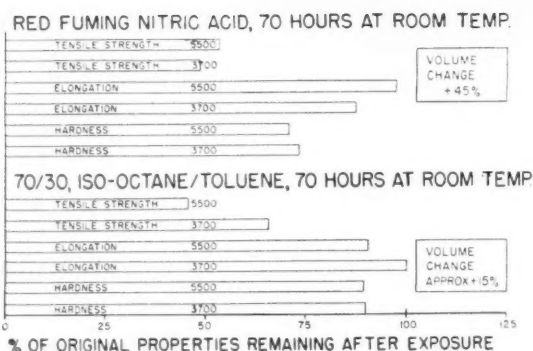 RED FUMING NITRIC ACID, 70 HOURS AT ROOM TEMP.
TENSILE STRENGTH 5500
TENSILE STRENGTH 3700
ELONGATION 5500
ELONGATION 3700
HARDNESS 5500
HARDNESS 3700
VOLUME
CHANGE
+45%
70/30, ISO-OCTANE/TOLUENE, 70 HOURS AT ROOM TEMP.
TENSILE STRENGTH 5500
TENSILE STRENGTH 3700
ELONGATION 5500
ELONGATION 3700
HARDNESS 5500
HARDNESS 3700
VOLUME
CHANGE
APPROX+15%
0 25 50 75 100 125
% OF ORIGINAL PROPERTIES REMAINING AFTER EXPOSURE